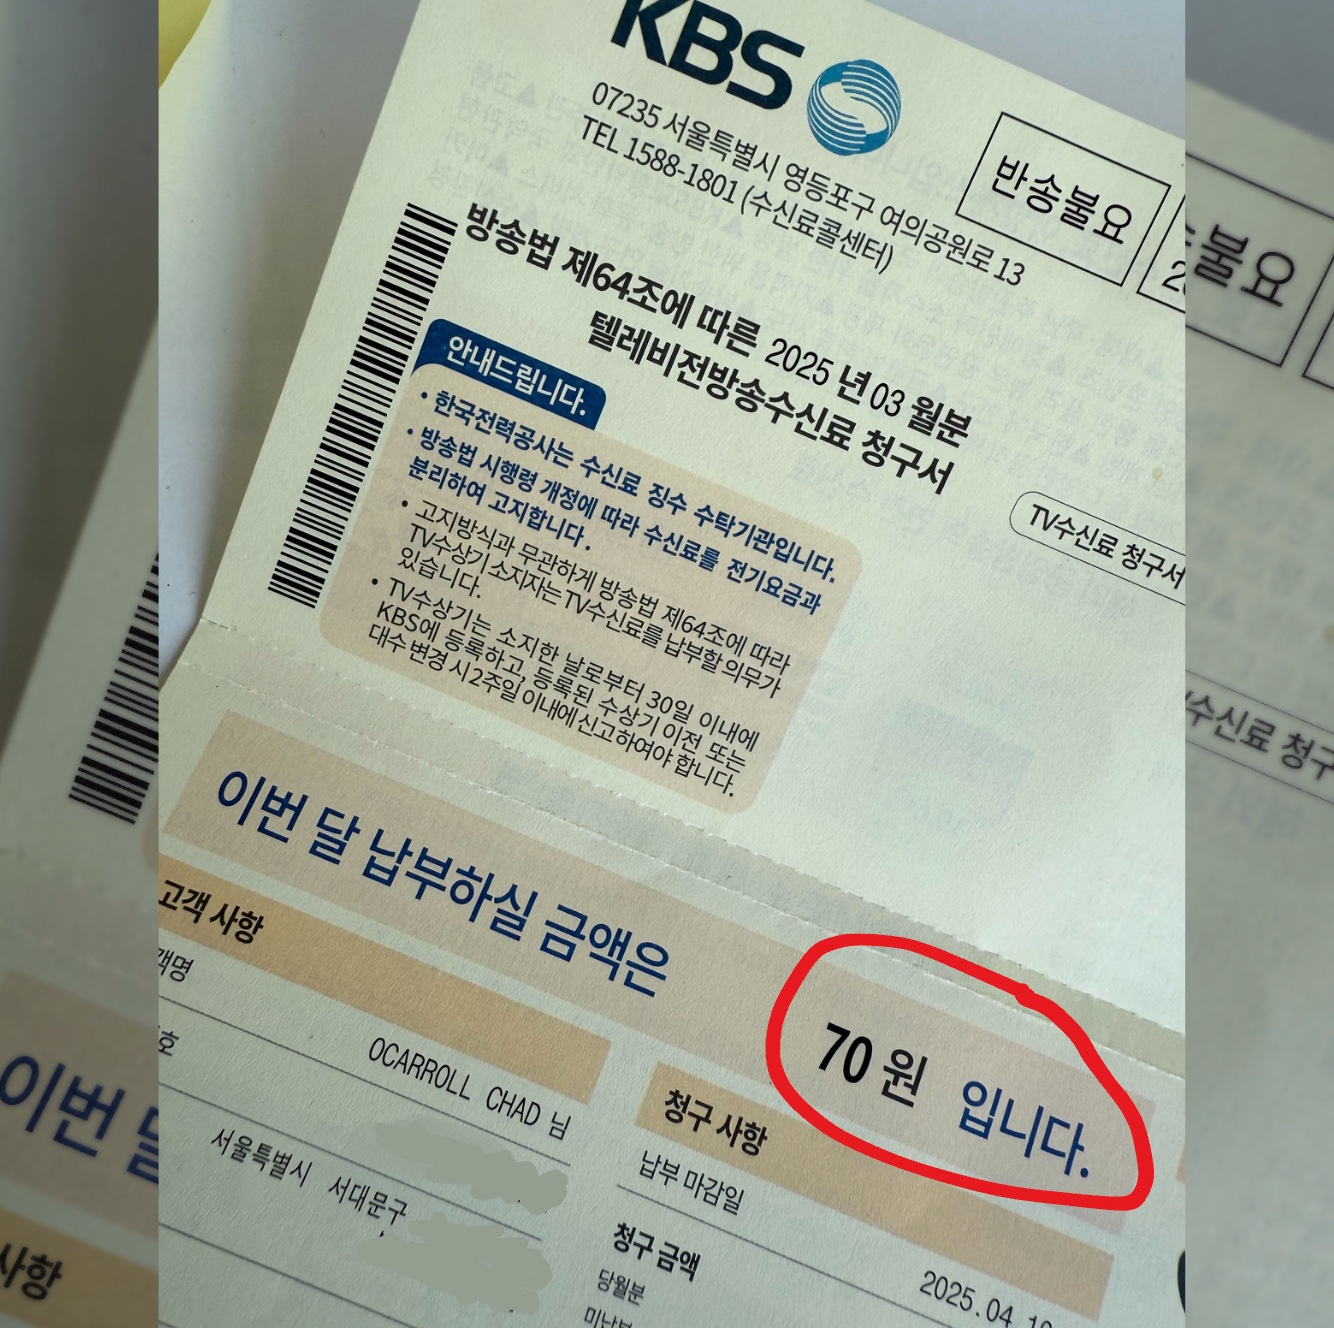 KBS
07235 서울특별시 영등포구 여의공원로 13
TEL 1588-1801 (수신료콜센터)
반송불요
불요
방송법 제64조에 따른 2025 년 03 월분
텔레비전방송수신료 청구서
TV수신료 청구서
수신료 청구
안내드립니다.
• 한국전력공사는 수신료 징수 수탁기관입니다.
• 방송법 시행령 개정에 따라 수신료를 전기요금과
분리하여 고지합니다.
• 고지방식과 무관하게 방송법 제64조에 따라
TV수상기 소지자는 TV수신료를 납부할 의무가
있습니다.
• TV수상기는 소지한 날로부터 30일 이내에
KBS에 등록하고, 등록된 수상기 이전 또는
대수 변경 시 2주일 이내에 신고하여야 합니다.
이번 달 납부하실 금액은 70 원 입니다.
이번
고객 사항
객명
OCARROLL CHAD 님
호
서울특별시 서대문구
사항
청구 사항
납부 마감일
2025.04.
청구 금액
당월분